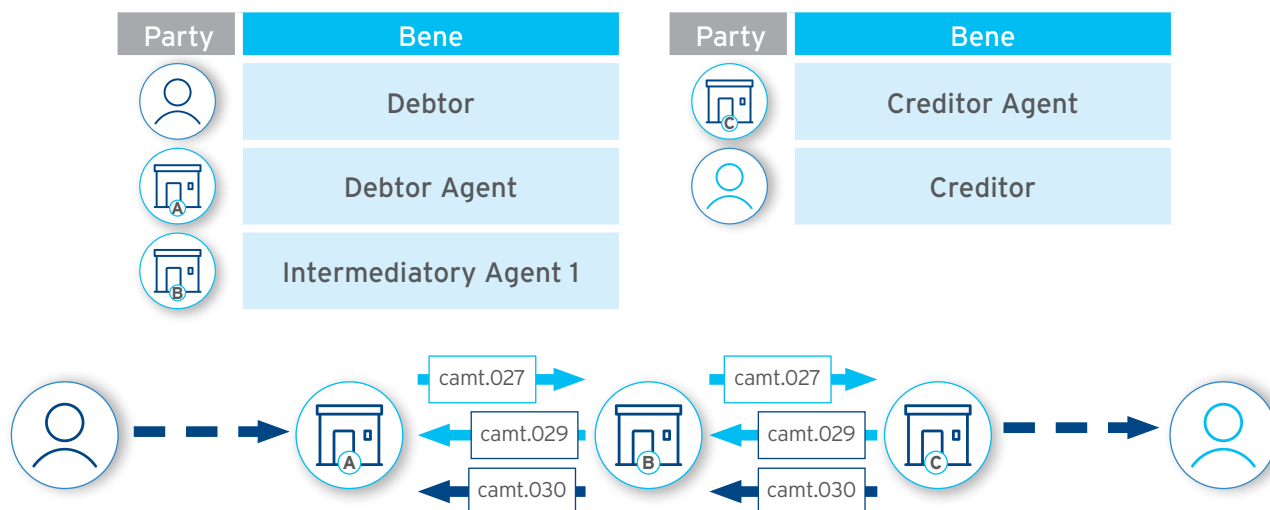 Party Bene
Debtor
A Debtor Agent
B Intermediatory Agent 1
Party Bene
C Creditor Agent
Creditor
camt.027 camt.027
camt.029 camt.029
A B C
camt.030 camt.030